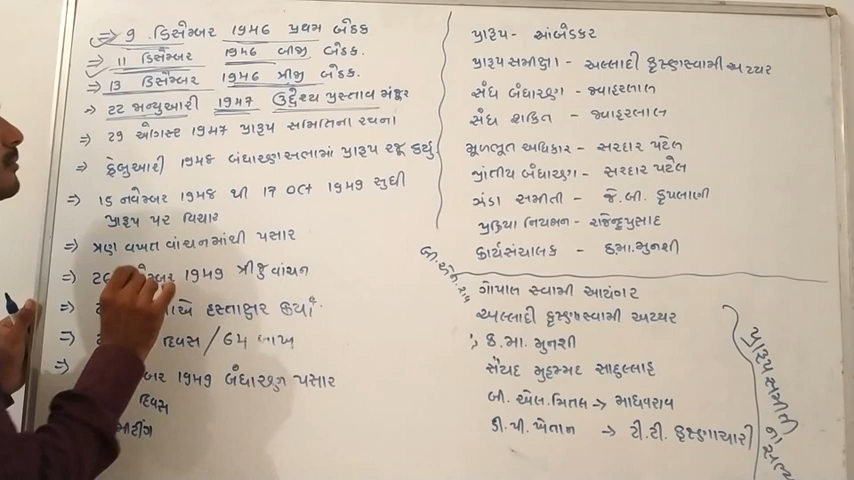 => 9 ડિસેમ્બર 1946 પ્રથમ બેઠક
=> 11 ડિસેમ્બર 1946 બીજી બેઠક.
=> 13 ડિસેમ્બર 1946 ત્રીજી બેઠક.
=> 22 જાન્યુઆરી 1947 ઉદ્દેશ્ય પ્રસ્તાવ મંજૂર
=> 29 ઓગસ્ટ 1947 પ્રારૂપ સમિતિના રચના
=> ફેબ્રુઆરી 1948 બંધારણસભામાં પ્રારૂપ રજૂ કર્યું.
=> 15 નવેમ્બર 1948 થી 17 oct 1949 સુધી
પ્રારૂપ પર વિચાર
=> ત્રણ વખત વાંચનમાંથી પસાર
=> 1949 ત્રીજુ વાંચન
=> હસ્તાક્ષર કર્યાં.
=> દિવસ / 64 લાખ
=> 1949 બંધારણ પસાર
દિવસ
મીટીંગ
પ્રારૂપ - આંબેડકર
પ્રારૂપ સમીક્ષા - અલ્લાદી કૃષ્ણાસ્વામી અય્યર
સંઘ બંધારણ - જવાહરલાલ
સંઘ શક્તિ - જવાહરલાલ
મૂળભૂત અધિકાર - સરદાર પટેલ
પ્રાંતીય બંધારણ - સરદાર પટેલ
ઝંડા સમીતી - જે.બી. કૃપલાણી
પ્રક્રિયા નિયમન - રાજેન્દ્રપ્રસાદ
કાર્યસંચાલક - ક.મા.મુનશી
ગોપાલ સ્વામી આયંગર
અલ્લાદી કૃષ્ણાસ્વામી અય્યર
ક. મા. મુનશી
સૈયદ મુહમ્મદ સાદુલ્લાહ
બી. એલ. મિતલ -> માધવરાવ
ડી. પી. ખેતાન -> ટી. ટી. કૃષ્ણાચારી
પ્રારૂપ સમીતી ના સભ્ય